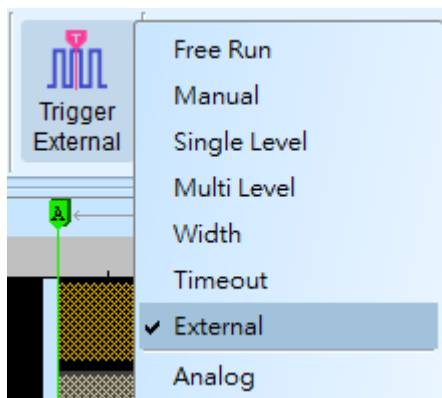 T
Trigger
External
A
Free Run
Manual
Single Level
Multi Level
Width
Timeout
External
Analog